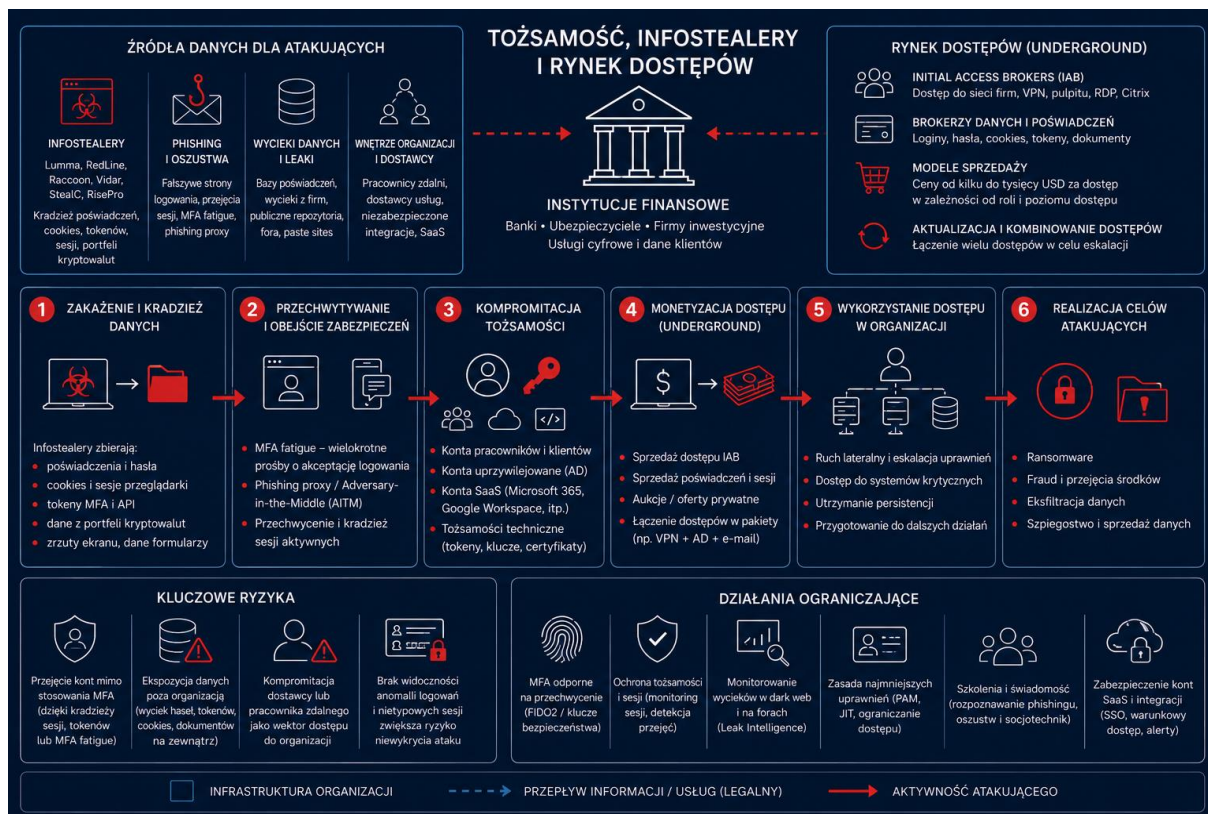 ŹRÓDŁA DANYCH DLA ATAKUJĄCYCH
INFOSTEALERY
Lumma, RedLine,
Raccoon, Vidar,
StealC, RisePro
Kradzież poświadczeń,
cookies, tokenów,
sesji, portfeli
kryptowalut
PHISHING
I OSZUSTWA
Fałszywe strony
logowania, przejęcia
sesji, MFA fatigue,
phishing proxy
WYCIEKI DANYCH
I LEAKI
Bazy poświadczeń,
wycieki z firm,
publiczne repozytoria,
fora, paste sites
WNĘTRZE ORGANIZACJI
I DOSTAWCY
Pracownicy zdalni,
dostawcy usług,
niezabezpieczone
integracje, SaaS
TOŻSAMOŚĆ, INFOSTEALERY
I RYNEK DOSTĘPÓW
INSTYTUCJE FINANSOWE
Banki • Ubezpieczyciele • Firmy inwestycyjne
Usługi cyfrowe i dane klientów
RYNEK DOSTĘPÓW (UNDERGROUND)
INITIAL ACCESS BROKERS (IAB)
Dostęp do sieci firm, VPN, pulpitu, RDP, Citrix
BROKERZY DANYCH I POŚWIADCZEŃ
Loginy, hasła, cookies, tokeny, dokumenty
MODELE SPRZEDAŻY
Ceny od kilku do tysięcy USD za dostęp
w zależności od roli i poziomu dostępu
AKTUALIZACJA I KOMBINOWANIE DOSTĘPÓW
Łączenie wielu dostępów w celu eskalacji
1 ZAKAŻENIE I KRADZIEŻ
DANYCH
Infostealery zbierają:
• poświadczenia i hasła
• cookies i sesje przeglądarki
• tokeny MFA i API
• dane z portfeli kryptowalut
• zrzuty ekranu, dane formularzy
2 PRZECHWYTYWANIE
I OBEJŚCIE ZABEZPIECZEŃ
• MFA fatigue – wielokrotne
prośby o akceptację logowania
• Phishing proxy / Adversary-
in-the-Middle (AITM)
• Przechwycenie i kradzież
sesji aktywnych
3 KOMPROMITACJA
TOŻSAMOŚCI
</>
• Konta pracowników i klientów
• Konta uprzywilejowane (AD)
• Konta SaaS (Microsoft 365,
Google Workspace, itp.)
• Tożsamości techniczne
(tokeny, klucze, certyfikaty)
4 MONETYZACJA DOSTĘPU
(UNDERGROUND)
$
• Sprzedaż dostępu IAB
• Sprzedaż poświadczeń i sesji
• Aukcje / oferty prywatne
• Łączenie dostępów w pakiety
(np. VPN + AD + e-mail)
5 WYKORZYSTANIE DOSTĘPU
W ORGANIZACJI
• Ruch lateralny i eskalacja uprawnień
• Dostęp do systemów krytycznych
• Utrzymanie persistencji
• Przygotowanie do dalszych działań
6 REALIZACJA CELÓW
ATAKUJĄCYCH
• Ransomware
• Fraud i przejęcia środków
• Eksfiltracja danych
• Szpiegostwo i sprzedaż danych
KLUCZOWE RYZYKA
Przejęcie kont mimo
stosowania MFA
(dzięki kradzieży
sesji, tokenów
lub MFA fatigue)
Ekspozycja danych
poza organizacją
(wyciek haseł, tokenów,
cookies, dokumentów
na zewnątrz)
Kompromitacja
dostawcy lub
pracownika zdalnego
jako wektor dostępu
do organizacji
Brak widoczności
anomalli logowań
i nietypowych sesji
zwiększa ryzyko
niewykrycia ataku
DZIAŁANIA OGRANICZAJĄCE
MFA odporne
na przechwycenie
(FIDO2 / klucze
bezpieczeństwa)
Ochrona tożsamości
i sesji (monitoring
sesji, detekcja
przejęć)
Monitorowanie
wycieków w dark web
i na forach
(Leak Intelligence)
Zasada najmniejszych
uprawnień (PAM,
JIT, ograniczanie
dostępu)
Szkolenia i świadomość
(rozpoznawanie phishingu,
oszustw i socjotechnik)
Zabezpieczenie kont
SaaS i integracji
(SSO, warunkowy
dostęp, alerty)
INFRASTRUKTURA ORGANIZACJI
PRZEPŁYW INFORMACJI / USŁUG (LEGALNY)
AKTYWNOŚĆ ATAKUJĄCEGO